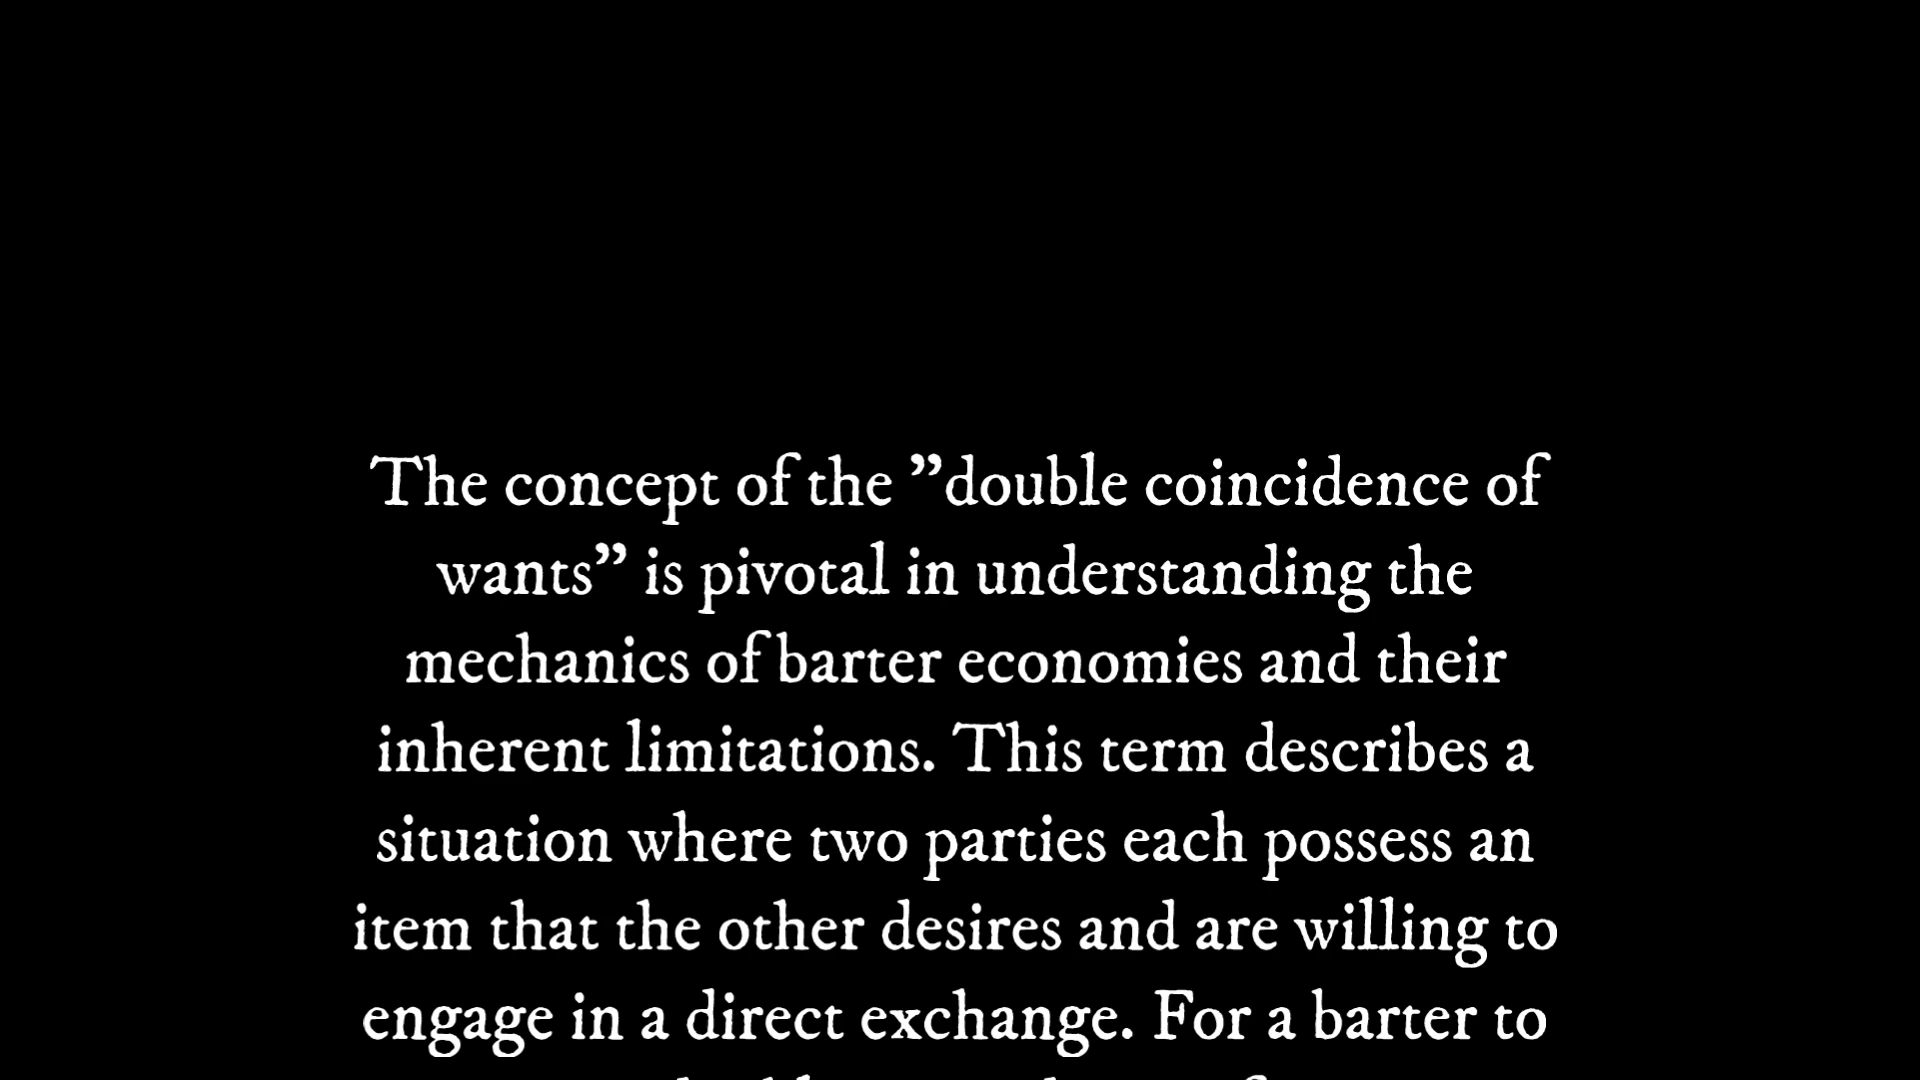 The concept of the ”double coincidence of
wants” is pivotal in understanding the
mechanics of barter economies and their
inherent limitations. This term describes a
situation where two parties each possess an
item that the other desires and are willing to
engage in a direct exchange. For a barter to